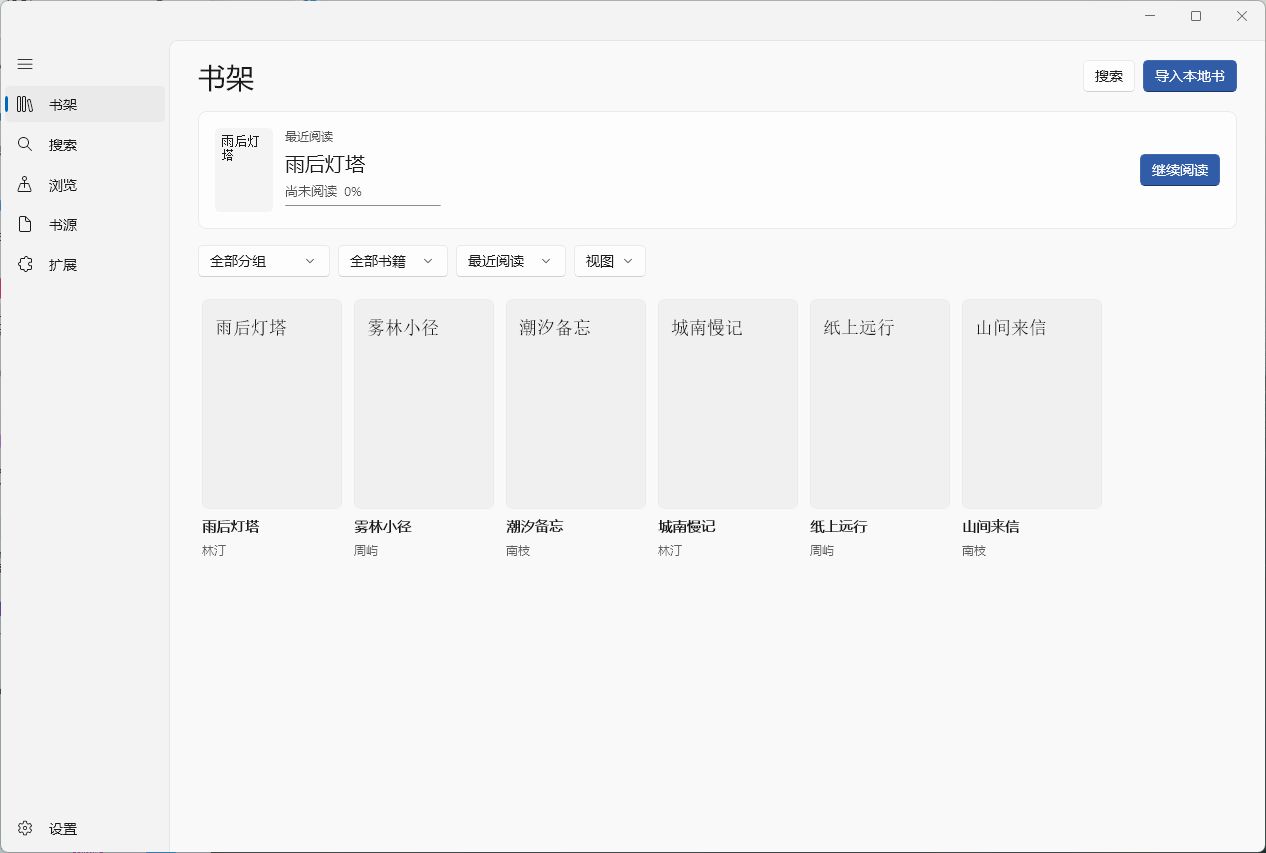 书架
搜索
浏览
书源
扩展
设置
书架
搜索
导入本地书
雨后灯
塔
最近阅读
雨后灯塔
尚未阅读 0%
继续阅读
全部分组
全部书籍
最近阅读
视图
雨后灯塔
雾林小径
潮汐备忘
城南慢记
纸上远行
山间来信
雨后灯塔
林汀
雾林小径
周屿
潮汐备忘
南枝
城南慢记
林汀
纸上远行
周屿
山间来信
南枝